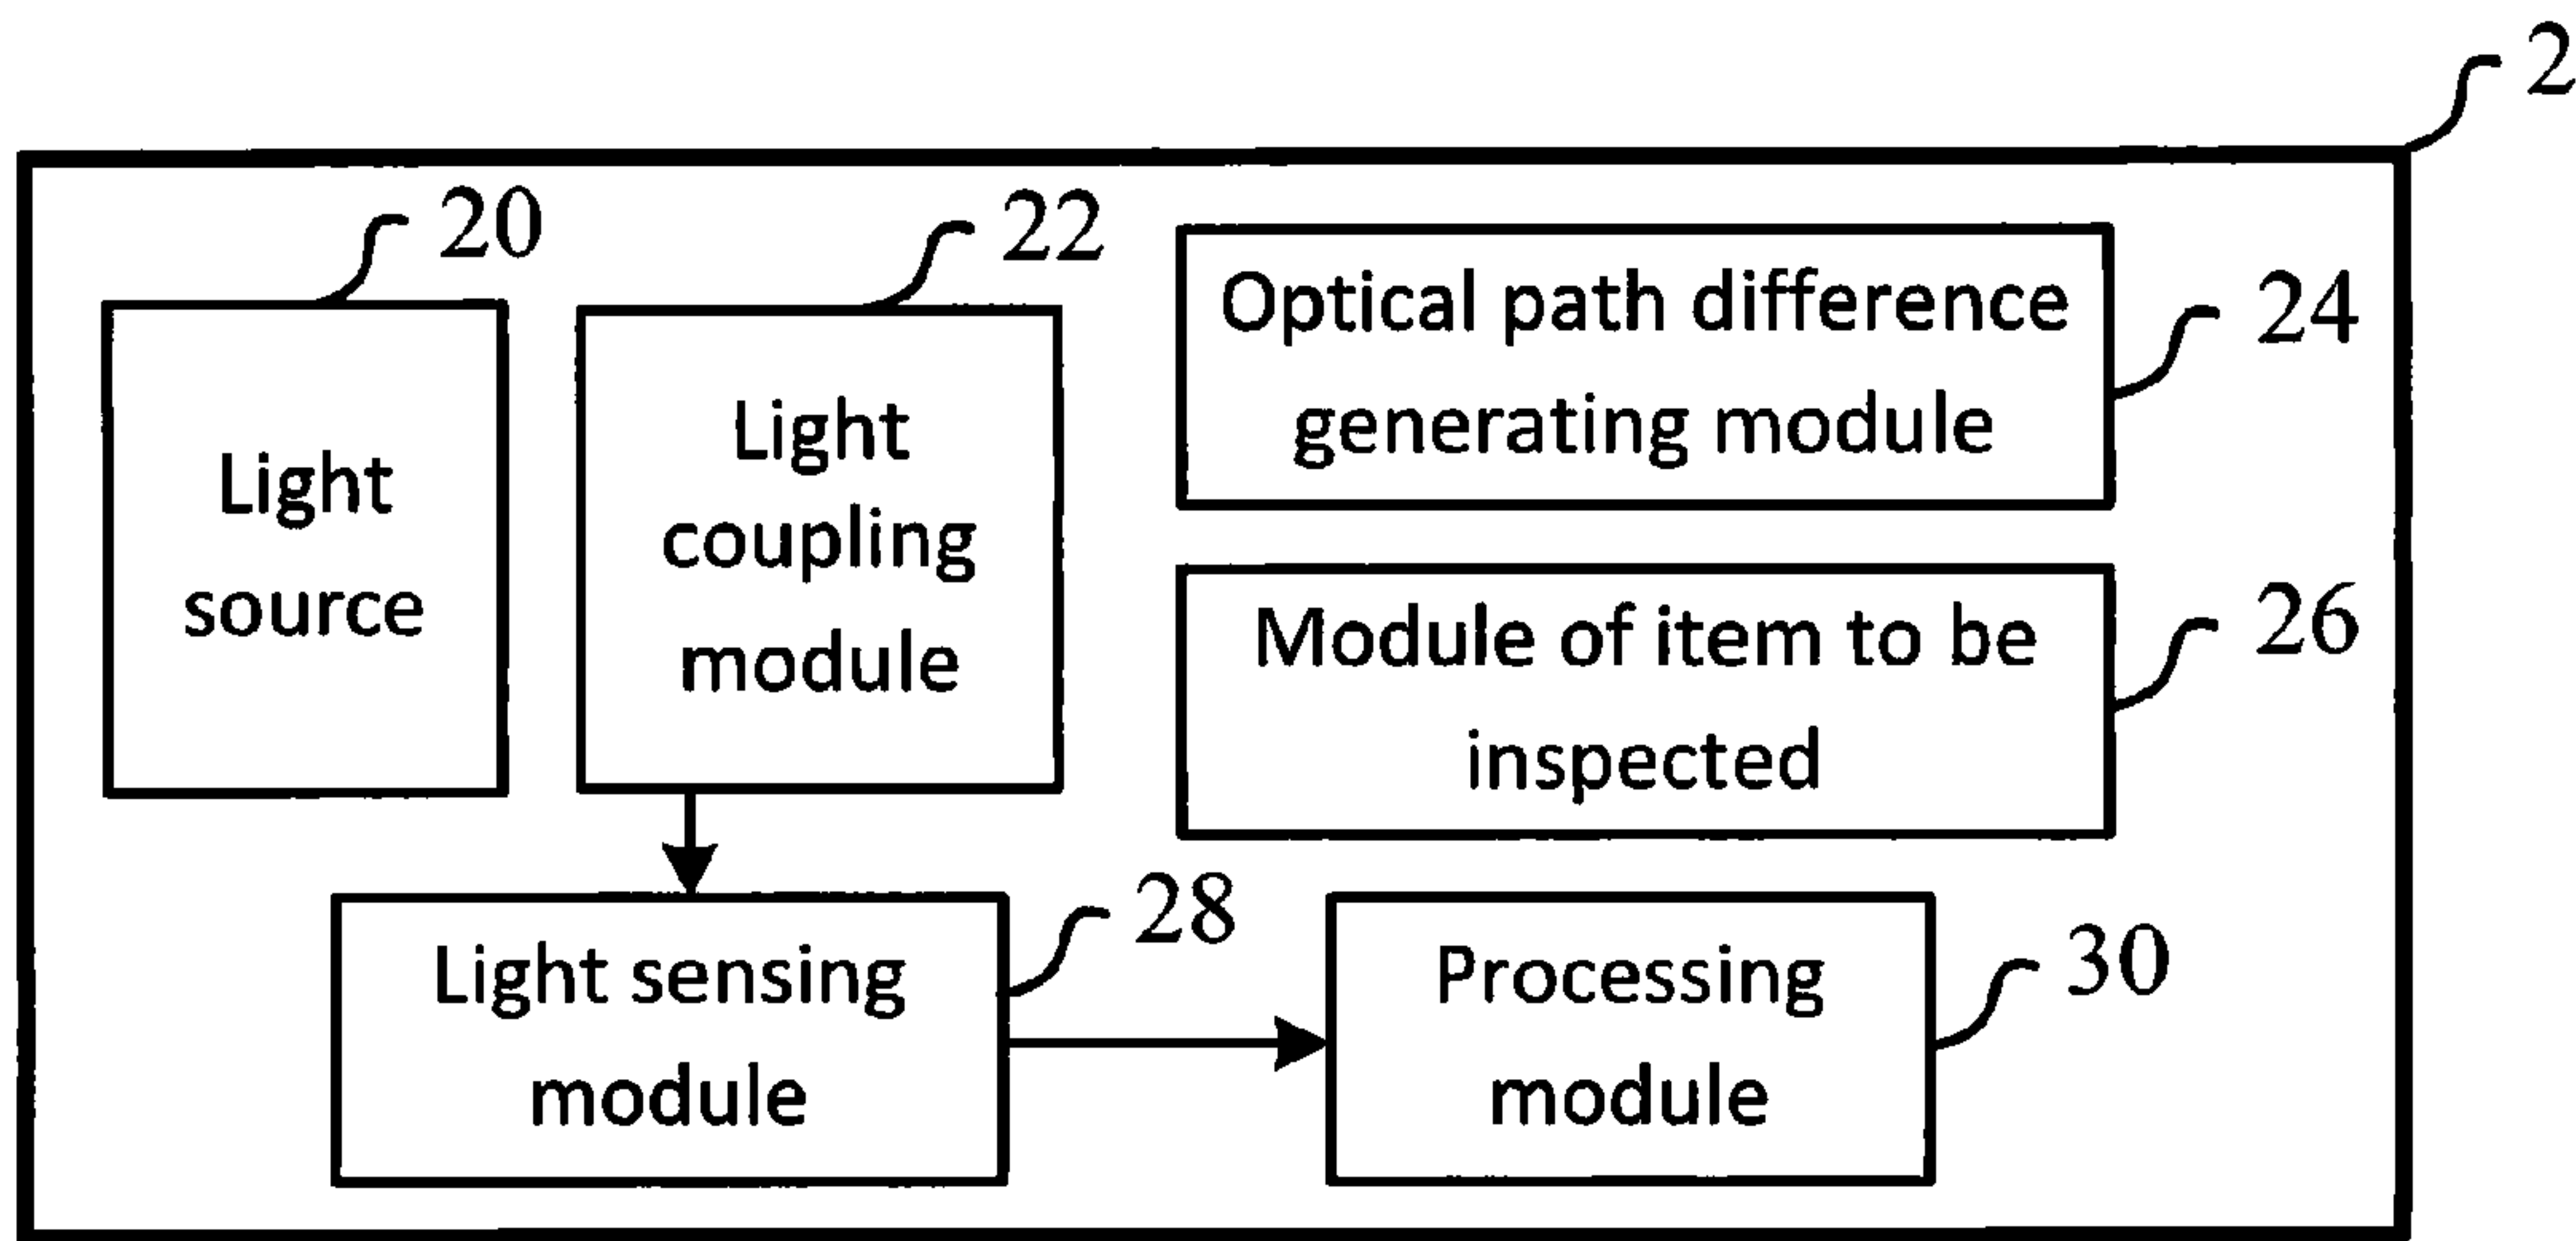 2
20
Light
source
22
Light
coupling
module
Optical path difference
generating module
24
Module of item to be
inspected
26
Light sensing
module
28
Processing
module
30